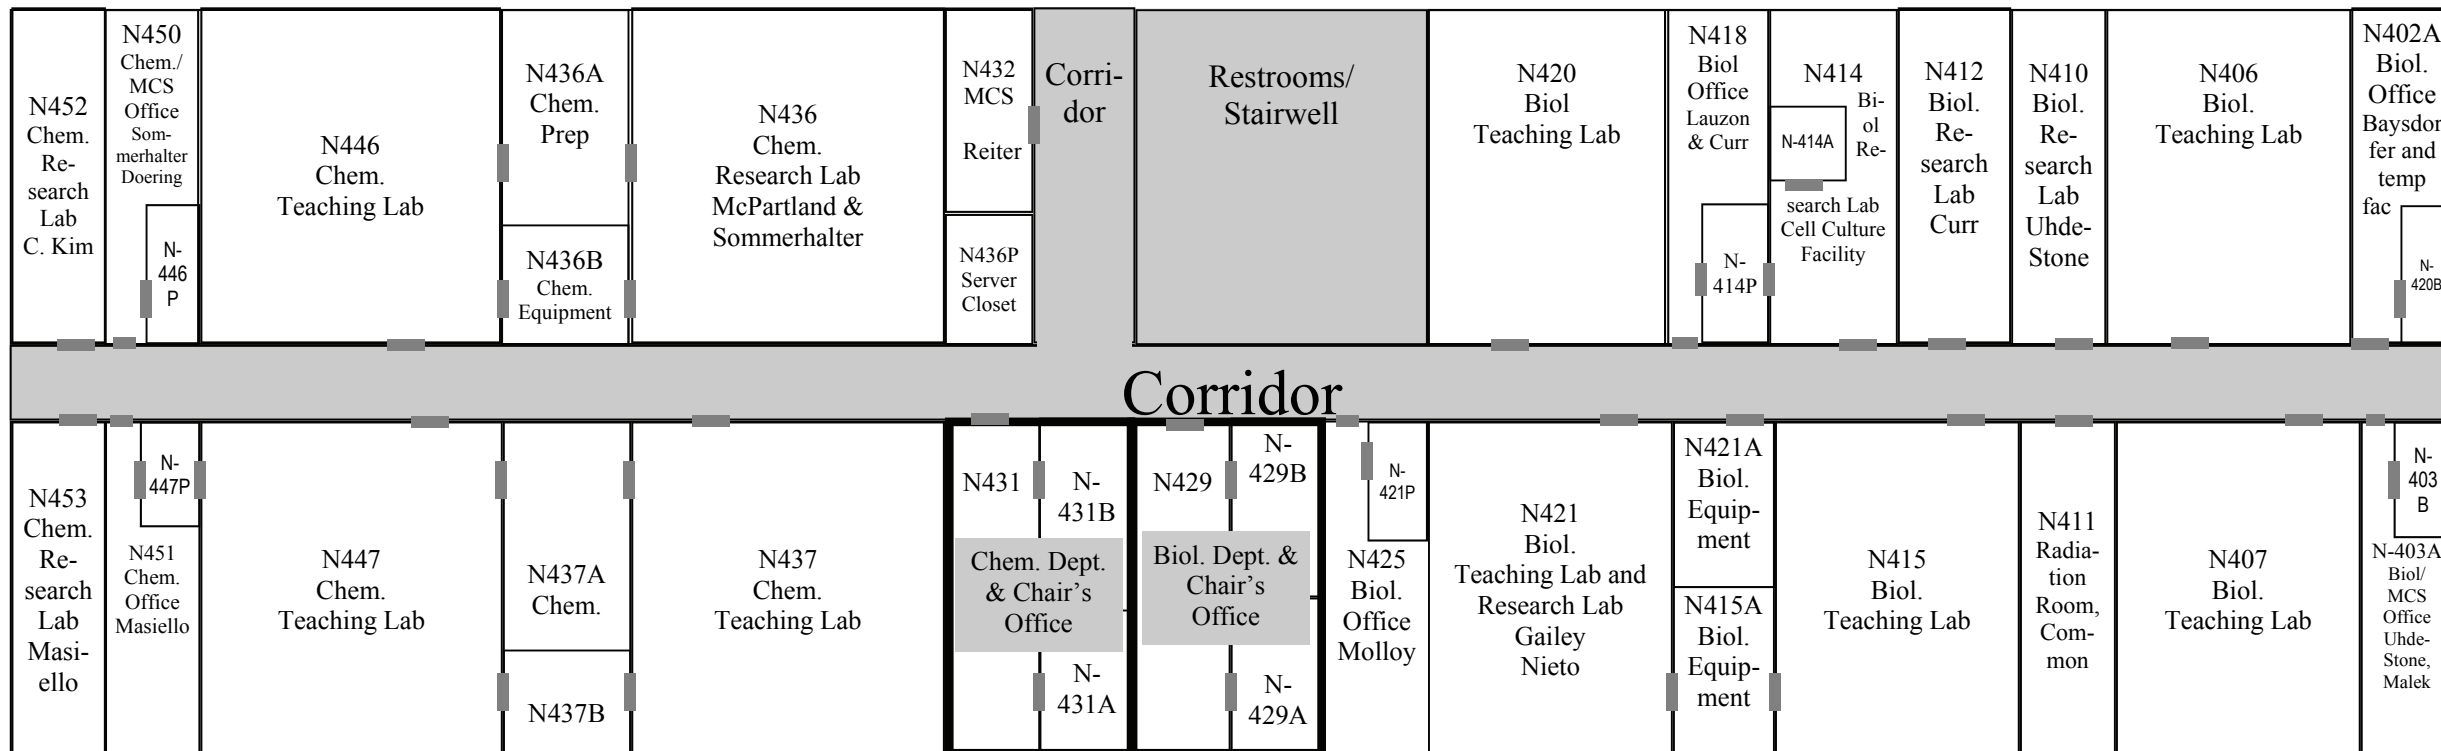 N452
Chem.
Re-
search
Lab
C. Kim
N450
Chem./
MCS
Office
Som-
merhalter
Doering
N-
446
P
N446
Chem.
Teaching Lab
N436A
Chem.
Prep
N436B
Chem.
Equipment
N436
Chem.
Research Lab
McPartland &
Sommerhalter
N432
MCS
Reiter
N436P
Server
Closet
Corri-
dor
Restrooms/
Stairwell
N420
Biol
Teaching Lab
N418
Biol
Office
Lauzon
& Curr
N-
414P
N414
Bi-
ol
Re-
N-414A
search Lab
Cell Culture
Facility
N412
Biol.
Re-
search
Lab
Curr
N410
Biol.
Re-
search
Lab
Uhde-
Stone
N406
Biol.
Teaching Lab
N402A
Biol.
Office
Baysdor
fer and
temp
fac
N-
420B
Corridor
N453
Chem.
Re-
search
Lab
Masi-
ello
N-
447P
N451
Chem.
Office
Masiello
N447
Chem.
Teaching Lab
N437A
Chem.
N437B
N437
Chem.
Teaching Lab
N431
N-
431B
Chem. Dept.
& Chair's
Office
N-
431A
N429
N-
429B
Biol. Dept. &
Chair's
Office
N-
429A
N-
421P
N425
Biol.
Office
Molloy
N421
Biol.
Teaching Lab and
Research Lab
Gailey
Nieto
N421A
Biol.
Equip-
ment
N415A
Biol.
Equip-
ment
N415
Biol.
Teaching Lab
N411
Radia-
tion
Room,
Com-
mon
N407
Biol.
Teaching Lab
N-
403
B
N-403A
Biol/
MCS
Office
Uhde-
Stone,
Malek